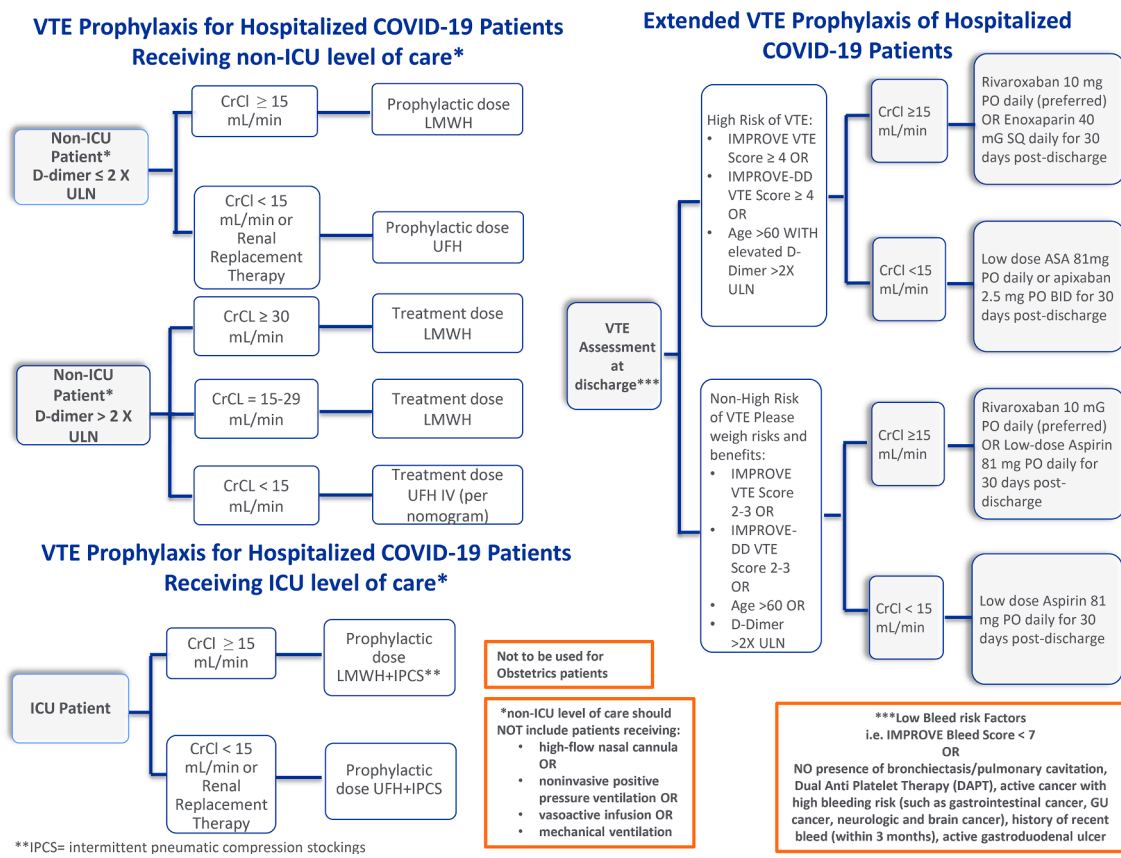 VTE Prophylaxis for Hospitalized COVID-19 Patients
Receiving non-ICU level of care*
Non-ICU
Patient*
D-dimer ≤ 2 X
ULN
CrCl ≥ 15
mL/min
Prophylactic dose
LMWH
CrCl < 15
mL/min or
Renal
Replacement
Therapy
Prophylactic dose
UFH
Non-ICU
Patient*
D-dimer > 2 X
ULN
CrCL ≥ 30
mL/min
Treatment dose
LMWH
CrCL = 15-29
mL/min
Treatment dose
LMWH
CrCL < 15
mL/min
Treatment dose
UFH IV (per
nomogram)
VTE Prophylaxis for Hospitalized COVID-19 Patients
Receiving ICU level of care*
ICU Patient
CrCl ≥ 15
mL/min
Prophylactic
dose
LMWH+IPCS**
CrCl < 15
mL/min or
Renal
Replacement
Therapy
Prophylactic
dose UFH+IPCS
**IPCS= intermittent pneumatic compression stockings
Not to be used for
Obstetrics patients
*non-ICU level of care should
NOT include patients receiving:
• high-flow nasal cannula
OR
• noninvasive positive
pressure ventilation OR
• vasoactive infusion OR
• mechanical ventilation
Extended VTE Prophylaxis of Hospitalized
COVID-19 Patients
VTE
Assessment
at
discharge***
High Risk of VTE:
• IMPROVE VTE
Score ≥ 4 OR
• IMPROVE-DD
VTE Score ≥ 4
OR
• Age >60 WITH
elevated D-
Dimer >2X
ULN
CrCl ≥15
mL/min
Rivaroxaban 10 mg
PO daily (preferred)
OR Enoxaparin 40
mG SQ daily for 30
days post-discharge
CrCl <15
mL/min
Low dose ASA 81mg
PO daily or apixaban
2.5 mg PO BID for 30
days post-discharge
Non-High Risk
of VTE Please
weigh risks and
benefits:
• IMPROVE
VTE Score
2-3 OR
• IMPROVE-
DD VTE
Score 2-3
OR
• Age >60 OR
• D-Dimer
>2X ULN
CrCl ≥15
mL/min
Rivaroxaban 10 mG
PO daily (preferred)
OR Low-dose Aspirin
81 mg PO daily for
30 days post-
discharge
CrCl < 15
mL/min
Low dose Aspirin 81
mg PO daily for 30
days post-discharge
***Low Bleed risk Factors
i.e. IMPROVE Bleed Score < 7
OR
NO presence of bronchiectasis/pulmonary cavitation,
Dual Anti Platelet Therapy (DAPT), active cancer with
high bleeding risk (such as gastrointestinal cancer, GU
cancer, neurologic and brain cancer), history of recent
bleed (within 3 months), active gastroduodenal ulcer